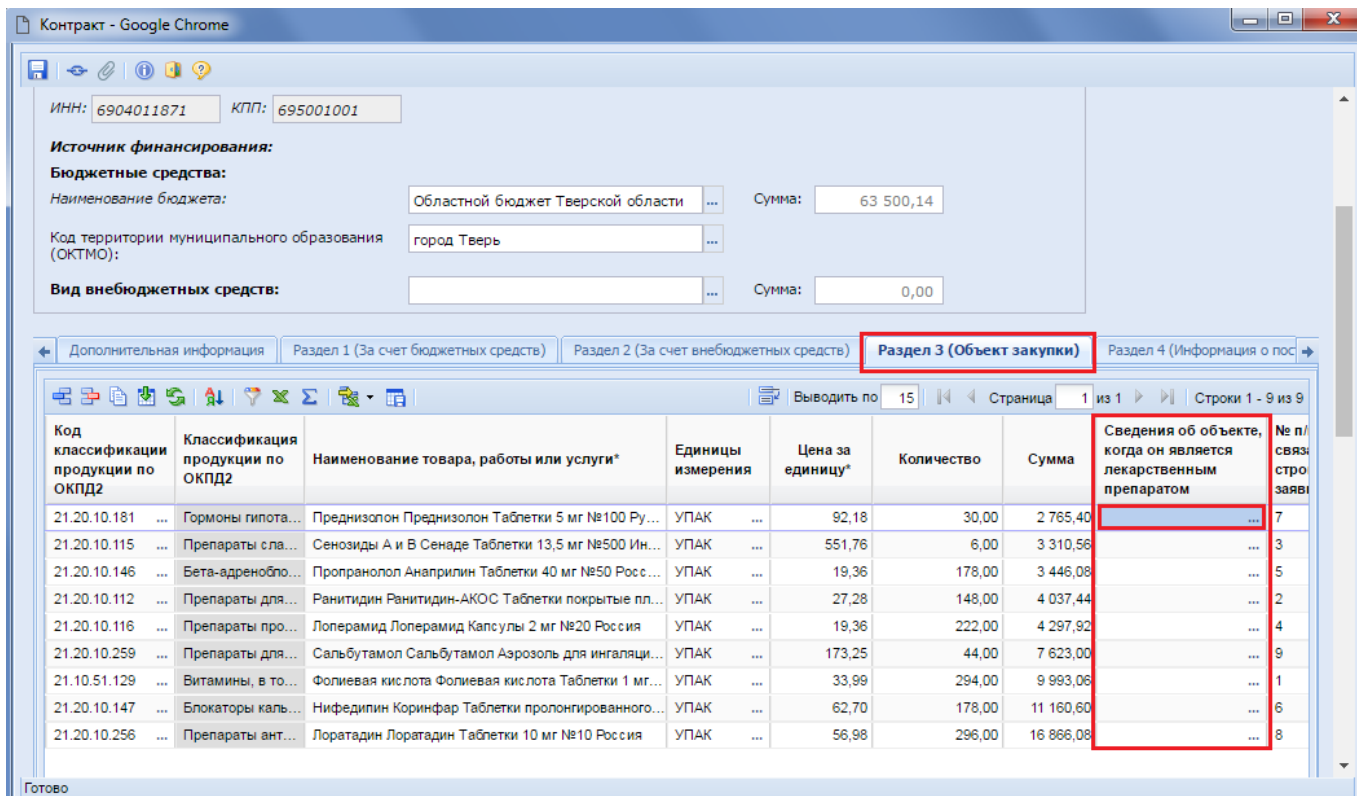 Контракт - Google Chrome
ИНН: 6904011871 КПП: 695001001
Источник финансирования:
Бюджетные средства:
Наименование бюджета: Областной бюджет Тверской области ... Сумма: 63 500,14
Код территории муниципального образования (ОКТМО): город Тверь ...
Вид внебюджетных средств: ... Сумма: 0,00
Дополнительная информация Раздел 1 (За счет бюджетных средств) Раздел 2 (За счет внебюджетных средств) Раздел 3 (Объект закупки) Раздел 4 (Информация о пос
Выводить по 15 Страница 1 из 1 Строки 1 - 9 из 9
Код классификации продукции по ОКПД2 Классификация продукции по ОКПД2 Наименование товара, работы или услуги* Единицы измерения Цена за единицу* Количество Сумма Сведения об объекте, когда он является лекарственным препаратом № п/ связ стро заяв
21.20.10.181 ... Гормоны гипота... Преднизолон Преднизолон Таблетки 5 мг №100 Ру... УПАК ... 92,18 30,00 2 765,40 ... 7
21.20.10.115 ... Препараты сла... Сенозиды А и В Сенаде Таблетки 13,5 мг №500 Ин... УПАК ... 551,76 6,00 3 310,56 ... 3
21.20.10.146 ... Бета-адренобло... Пропранолол Анаприлин Таблетки 40 мг №50 Росс... УПАК ... 19,36 178,00 3 446,08 ... 5
21.20.10.112 ... Препараты для... Ранитидин Ранитидин-АКОС Таблетки покрытые пл... УПАК ... 27,28 148,00 4 037,44 ... 2
21.20.10.116 ... Препараты про... Лоперамид Лоперамид Капсулы 2 мг №20 Россия УПАК ... 19,36 222,00 4 297,92 ... 4
21.20.10.259 ... Препараты для... Сальбутамол Сальбутамол Аэрозоль для ингаляци... УПАК ... 173,25 44,00 7 623,00 ... 9
21.10.51.129 ... Витамины, в то... Фолиевая кислота Фолиевая кислота Таблетки 1 мг... УПАК ... 33,99 294,00 9 993,06 ... 1
21.20.10.147 ... Блокаторы каль... Нифедипин Коринфар Таблетки пролонгированного... УПАК ... 62,70 178,00 11 160,60 ... 6
21.20.10.256 ... Препараты ант... Лоратадин Лоратадин Таблетки 10 мг №10 Россия УПАК ... 56,98 296,00 16 866,08 ... 8
Готово